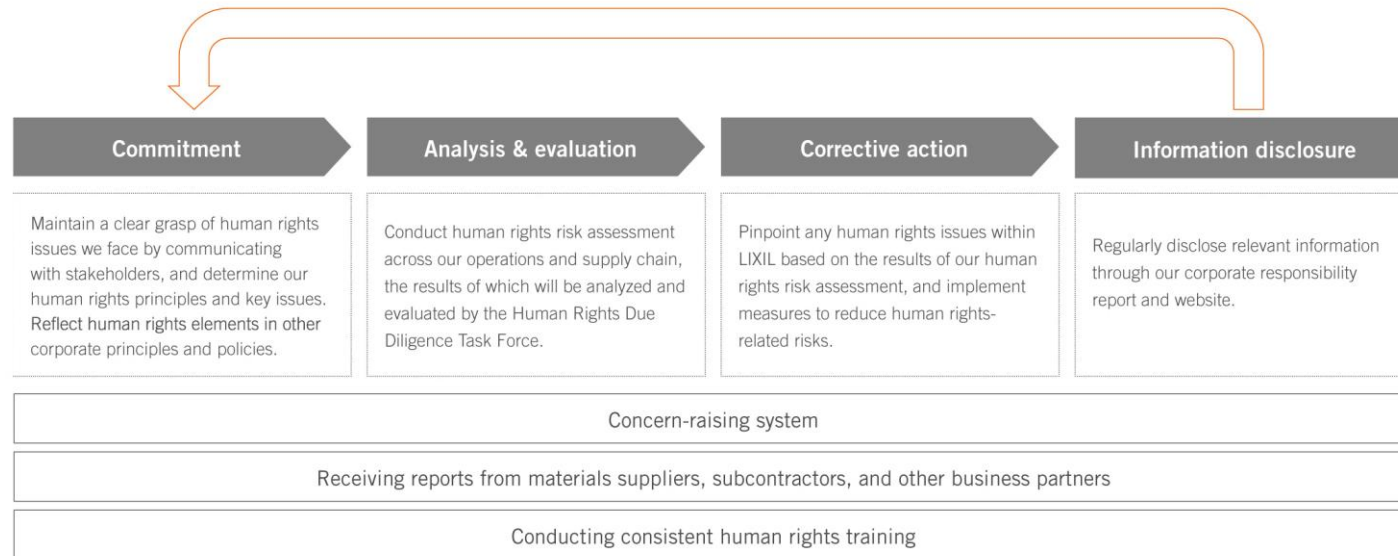 Commitment
Maintain a clear grasp of human rights
issues we face by communicating
with stakeholders, and determine our
human rights principles and key issues.
Reflect human rights elements in other
corporate principles and policies.
Analysis & evaluation
Conduct human rights risk assessment
across our operations and supply chain,
the results of which will be analyzed and
evaluated by the Human Rights Due
Diligence Task Force.
Corrective action
Pinpoint any human rights issues within
LIXIL based on the results of our human
rights risk assessment, and implement
measures to reduce human rights-
related risks.
Information disclosure
Regularly disclose relevant information
through our corporate responsibility
report and website.
Concern-raising system
Receiving reports from materials suppliers, subcontractors, and other business partners
Conducting consistent human rights training